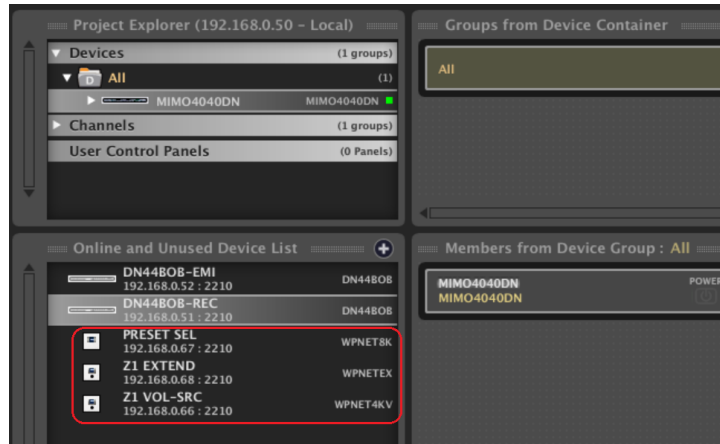 Project Explorer (192.168.0.50 – Local)
Devices (1 groups)
D All (1)
MIMO4040DN MIMO4040DN
Channels (1 groups)
User Control Panels (0 Panels)
Groups from Device Container
All
Online and Unused Device List
DN44BOB-EMI
192.168.0.52 : 2210 DN44BOB
DN44BOB-REC
192.168.0.51 : 2210 DN44BOB
PRESET SEL
192.168.0.67 : 2210 WPNET8K
Z1 EXTEND
192.168.0.68 : 2210 WPNETEX
Z1 VOL-SRC
192.168.0.66 : 2210 WPNET4KV
Members from Device Group : All
MIMO4040DN POWER
MIMO4040DN